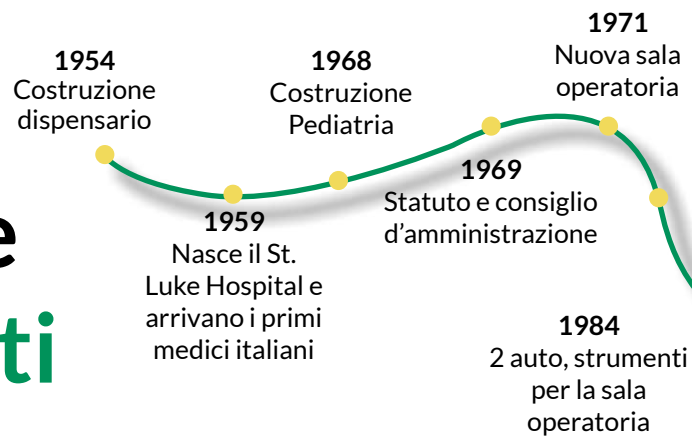 1954
Costruzione
dispensario
1959
Nasce il St.
Luke Hospital e
arrivano i primi
medici italiani
1968
Costruzione
Pediatria
1969
Statuto e consiglio
d’amministrazione
1971
Nuova sala
operatoria
1984
2 auto, strumenti
per la sala
operatoria
e
ti